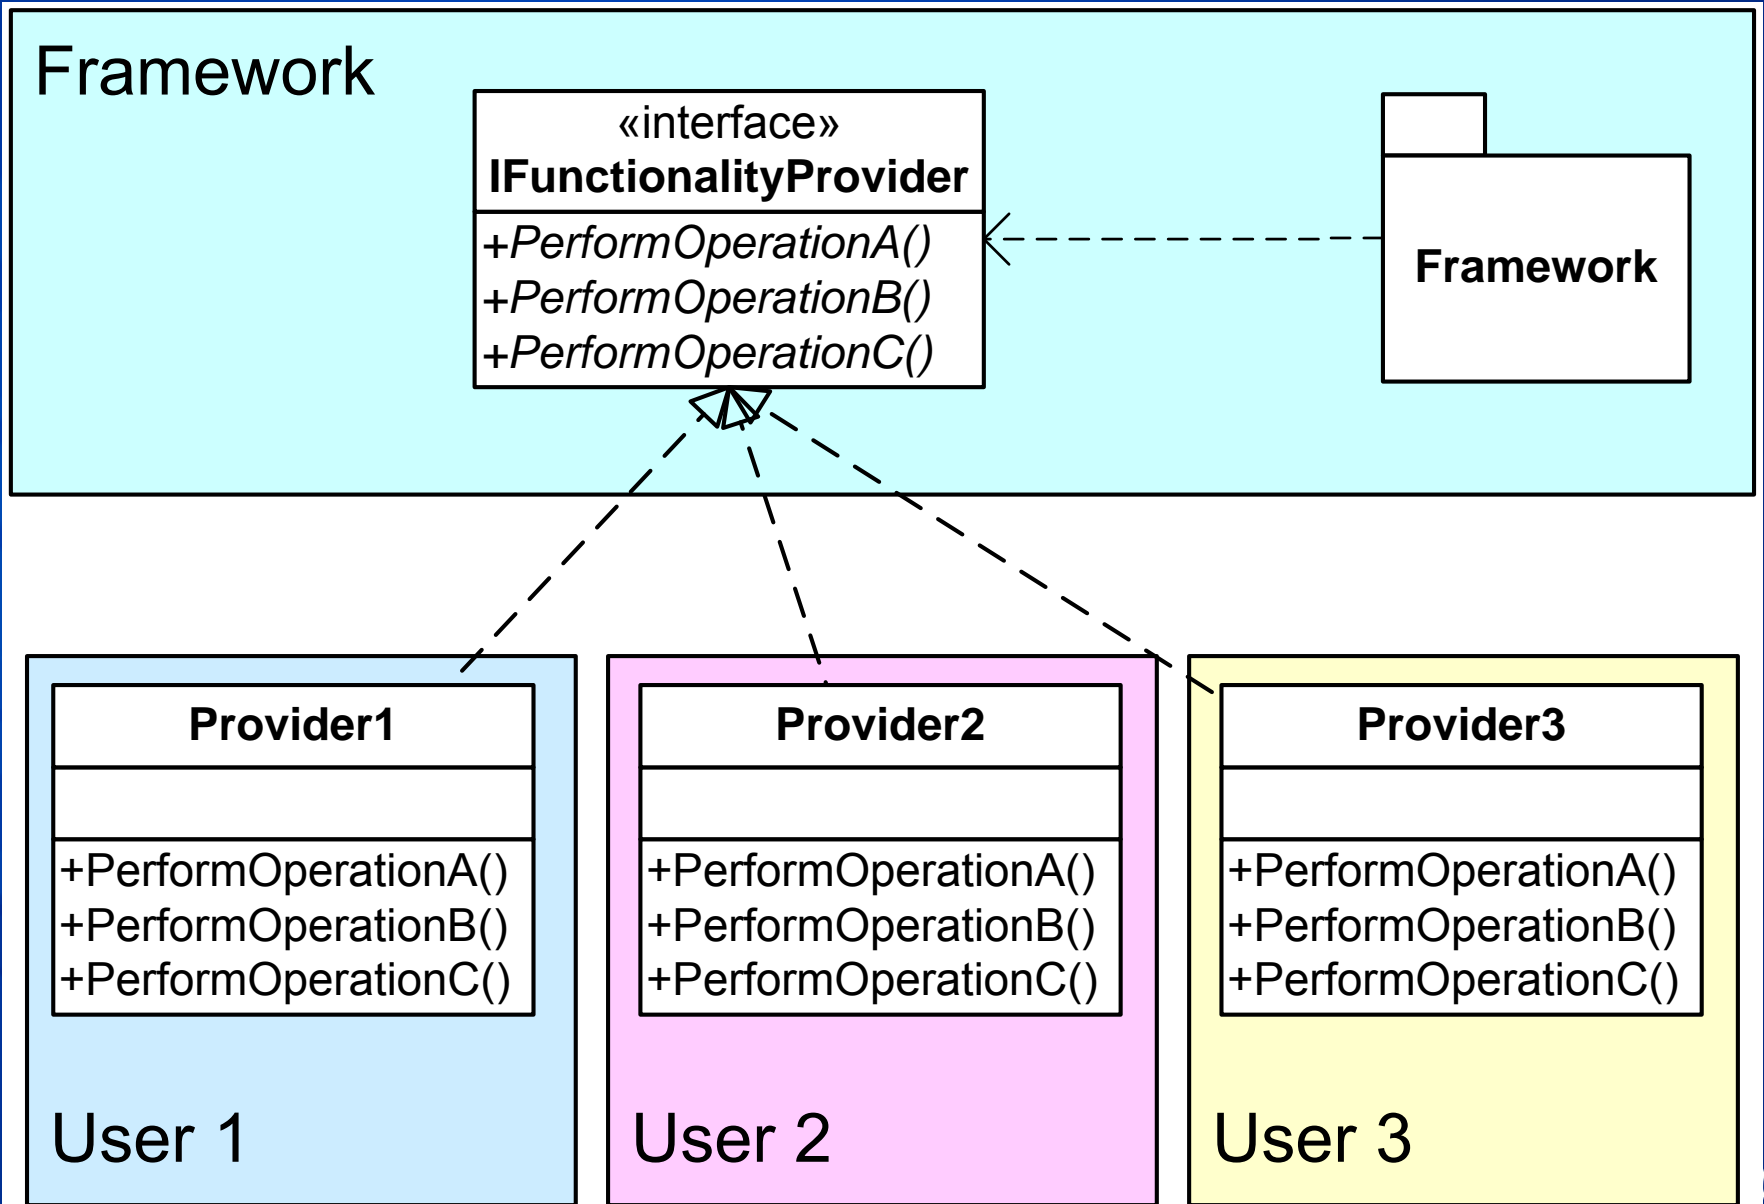 Framework
«interface»
IFunctionalityProvider
+PerformOperationA()
+PerformOperationB()
+PerformOperationC()
Framework
Provider1
+PerformOperationA()
+PerformOperationB()
+PerformOperationC()
User 1
Provider2
+PerformOperationA()
+PerformOperationB()
+PerformOperationC()
User 2
Provider3
+PerformOperationA()
+PerformOperationB()
+PerformOperationC()
User 3